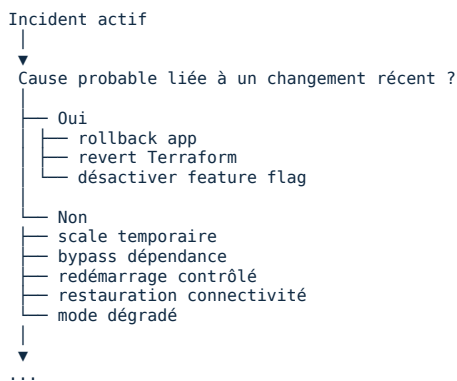 Incident actif
│
▼
Cause probable liée à un changement récent ?
│
├── Oui
│ ├── rollback app
│ ├── revert Terraform
│ └── désactiver feature flag
│
└── Non
├── scale temporaire
├── bypass dépendance
├── redémarrage contrôlé
├── restauration connectivité
└── mode dégradé
│
▼
...